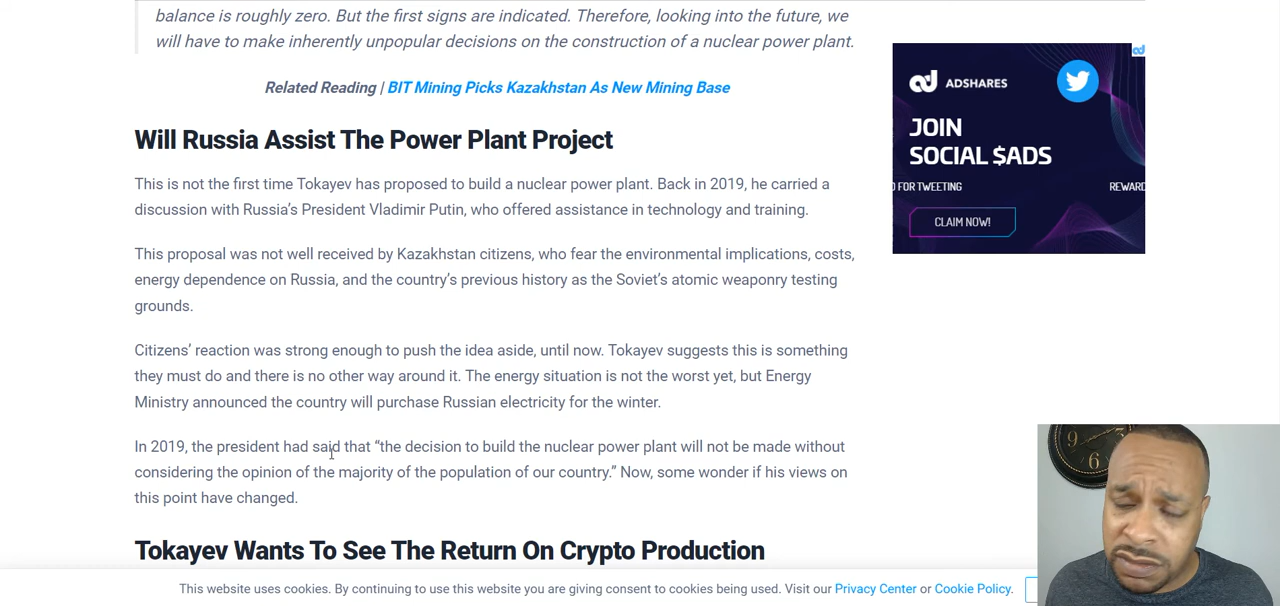 balance is roughly zero. But the first signs are indicated. Therefore, looking into the future, we
will have to make inherently unpopular decisions on the construction of a nuclear power plant.
Related Reading | BIT Mining Picks Kazakhstan As New Mining Base
Will Russia Assist The Power Plant Project
This is not the first time Tokayev has proposed to build a nuclear power plant. Back in 2019, he carried a
discussion with Russia's President Vladimir Putin, who offered assistance in technology and training.
This proposal was not well received by Kazakhstan citizens, who fear the environmental implications, costs,
energy dependence on Russia, and the country's previous history as the Soviet's atomic weaponry testing
grounds.
Citizens' reaction was strong enough to push the idea aside, until now. Tokayev suggests this is something
they must do and there is no other way around it. The energy situation is not the worst yet, but Energy
Ministry announced the country will purchase Russian electricity for the winter.
In 2019, the president had said that “the decision to build the nuclear power plant will not be made without
considering the opinion of the majority of the population of our country.” Now, some wonder if his views on
this point have changed.
Tokayev Wants To See The Return On Crypto Production
ADSHARES
JOIN
SOCIAL $ADS
FOR TWEETING REWARD
CLAIM NOW!
9 6
This website uses cookies. By continuing to use this website you are giving consent to cookies being used. Visit our Privacy Center or Cookie Policy.